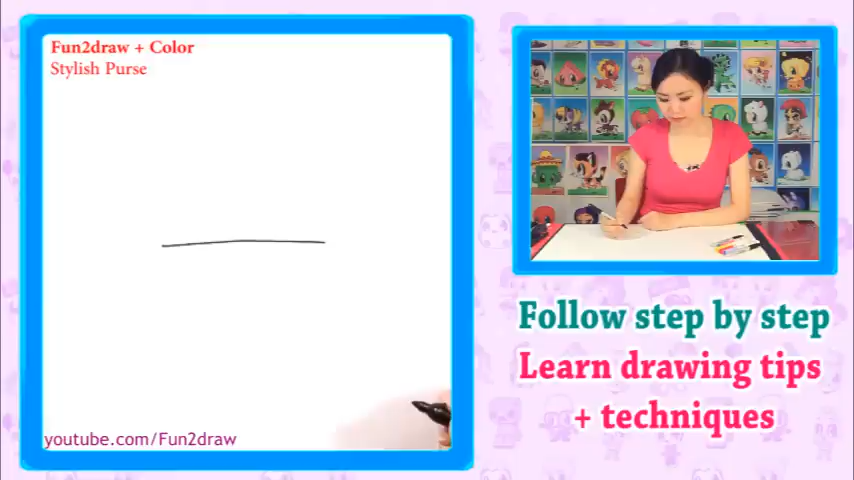 Fun2draw + Color
Stylish Purse
youtube.com/Fun2draw
Follow step by step
Learn drawing tips
+ techniques